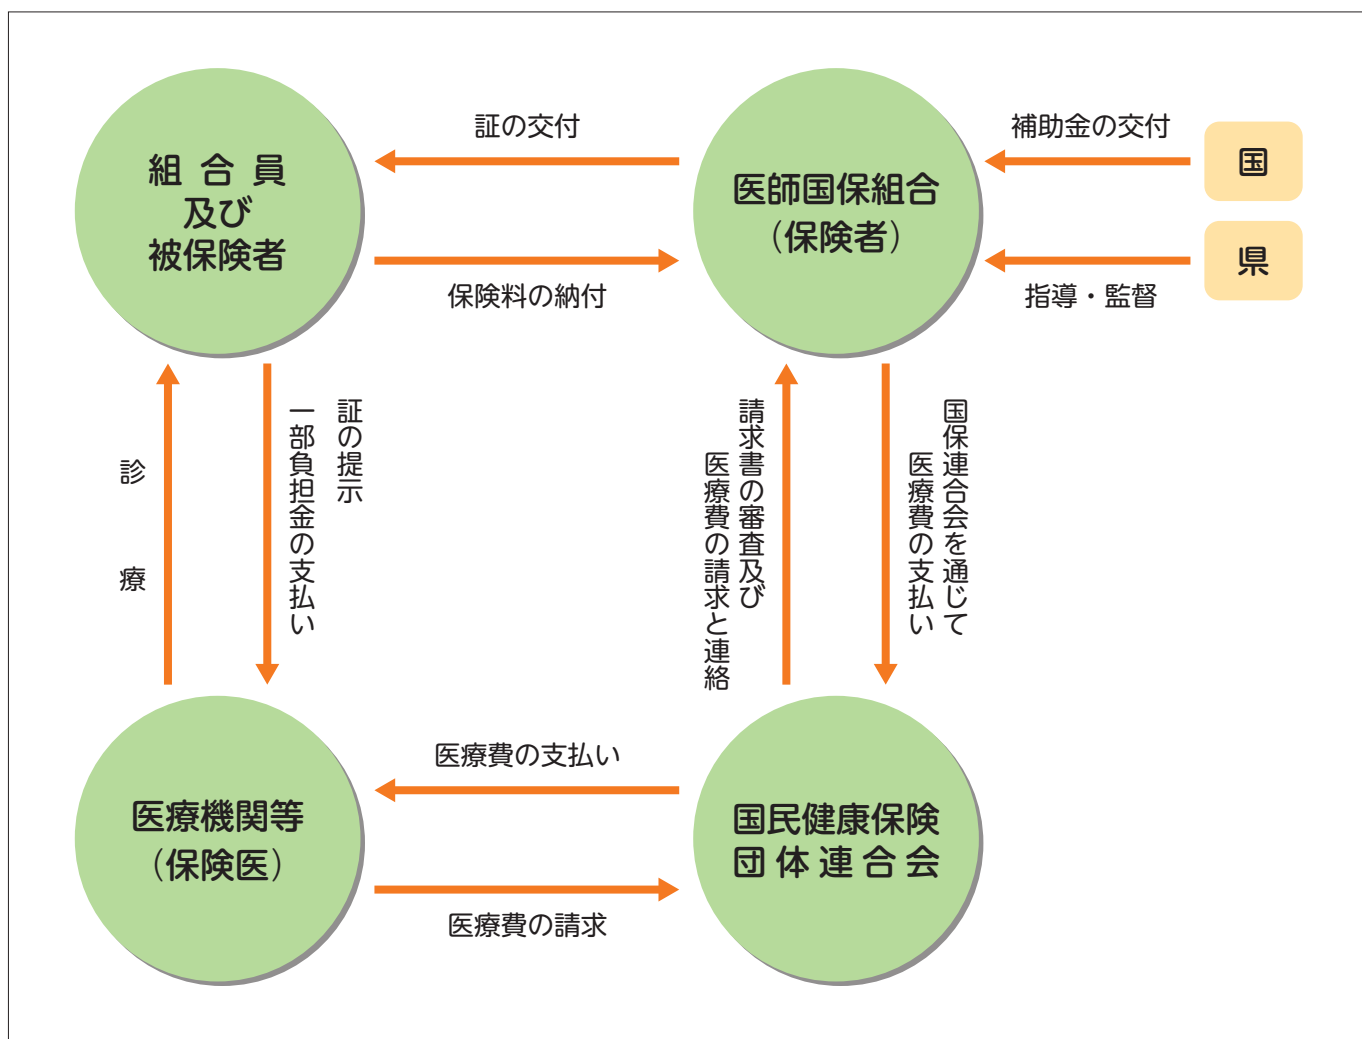 組合員
及び
被保険者
証の交付
保険料の納付
医師国保組合
（保険者）
補助金の交付
国
県
指導・監督
診療
証の提示
一部負担金の支払い
請求書の審査及び
医療費の請求と連絡
国保連合会を通じて
医療費の支払い
医療機関等
（保険医）
医療費の支払い
医療費の請求
国民健康保険
団体連合会